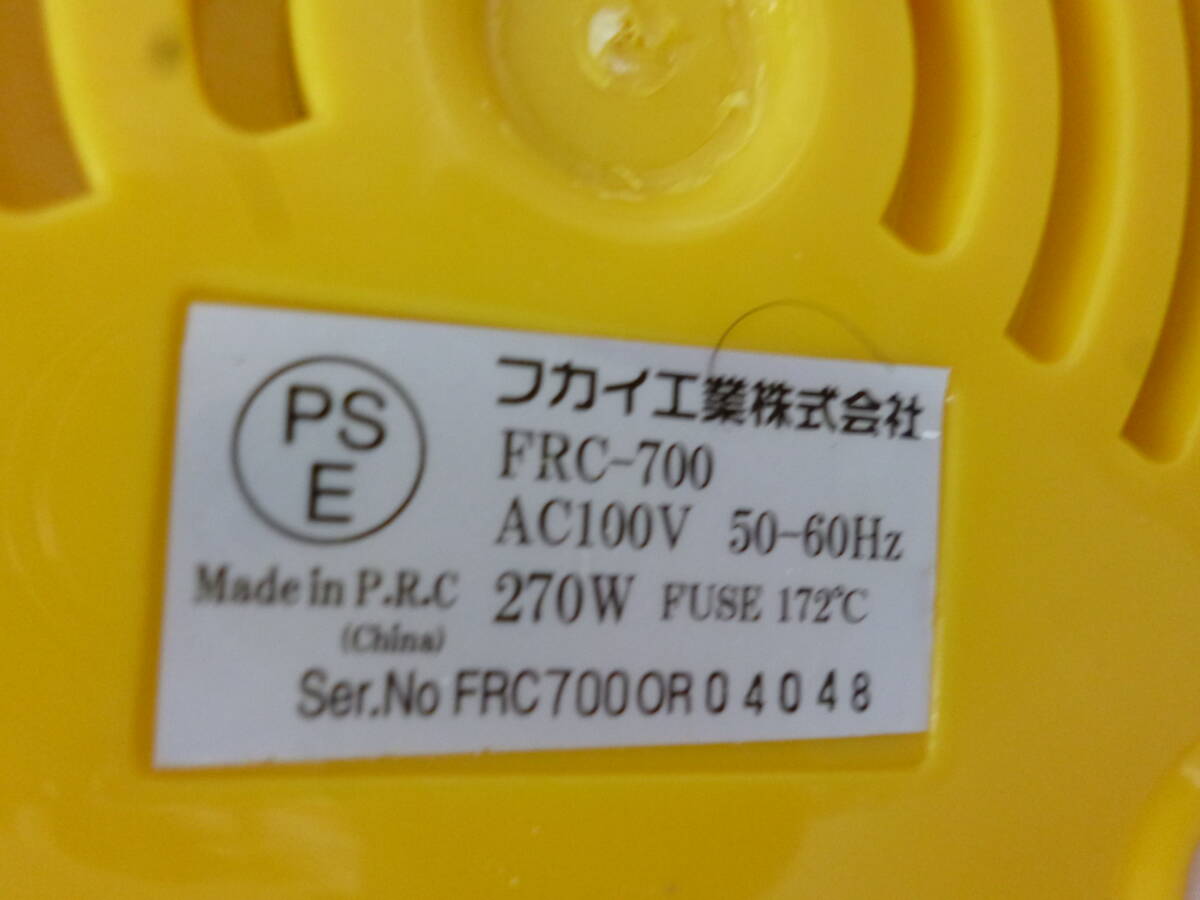 PS
E
Made in P.R.C
(China)
フカイ工業株式会社
FRC-700
AC100V 50-60Hz
270W FUSE 172℃
Ser.No FRC700OR04048